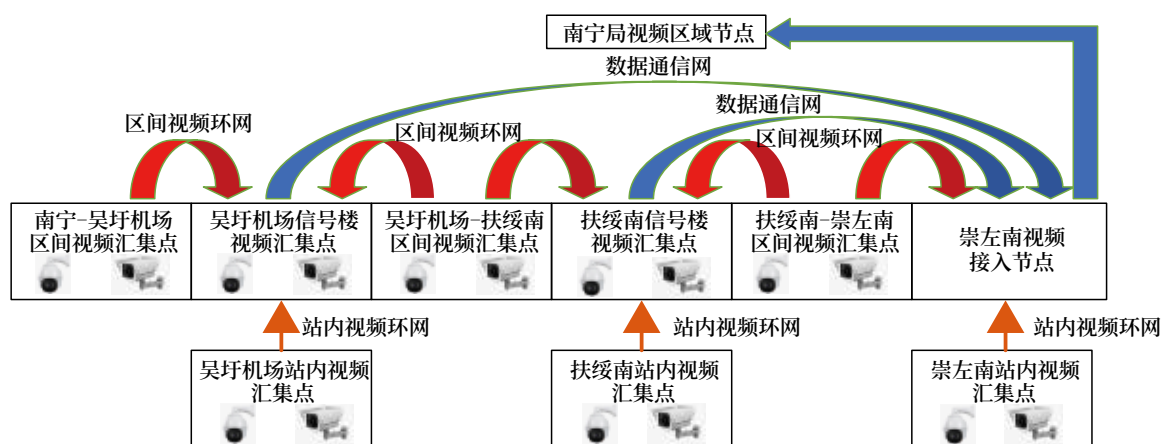 南宁局视频区域节点
数据通信网
数据通信网
区间视频环网
区间视频环网
区间视频环网
南宁-吴圩机场
区间视频汇集点
吴圩机场信号楼
视频汇集点
吴圩机场-扶绥南
区间视频汇集点
扶绥南信号楼
视频汇集点
扶绥南-崇左南
区间视频汇集点
崇左南视频
接入节点
站内视频环网
站内视频环网
站内视频环网
吴圩机场站内视频
汇集点
扶绥南站内视频
汇集点
崇左南站内视频
汇集点